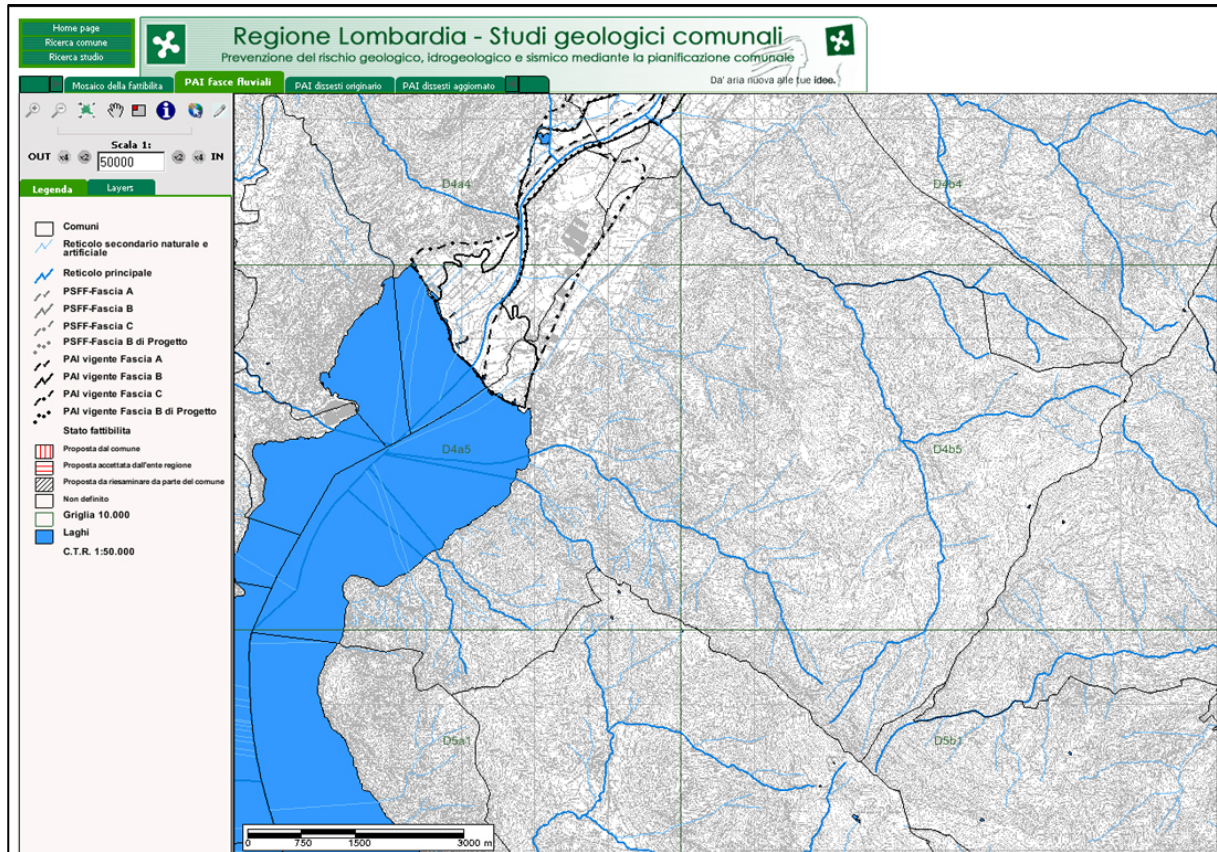 Home page
Ricerca comune
Ricerca studio
Regione Lombardia - Studi geologici comunali
Prevenzione del rischio geologico, idrogeologico e sismico mediante la pianificazione comunale
Da' aria nuova alle tue idee.
Mosaico della fattibilita
PAI fasce fluviali
PAI dissesti originario
PAI dissesti aggiornato
Scala 1:
OUT x4 x2 50000 x2 x4 IN
Legenda
Layers
Comuni
Reticolo secondario naturale e
artificiale
Reticolo principale
PSFF-Fascia A
PSFF-Fascia B
PSFF-Fascia C
PSFF-Fascia B di Progetto
PAI vigente Fascia A
PAI vigente Fascia B
PAI vigente Fascia C
PAI vigente Fascia B di Progetto
Stato fattibilita
Proposta dal comune
Proposta accettata dall'ente regione
Proposta da riesaminare da parte del comune
Non definito
Griglia 10.000
Laghi
C.T.R. 1:50.000
D4a4
D4b4
D4a5
D4b5
D5a1
D5b1
0 750 1500 3000 m